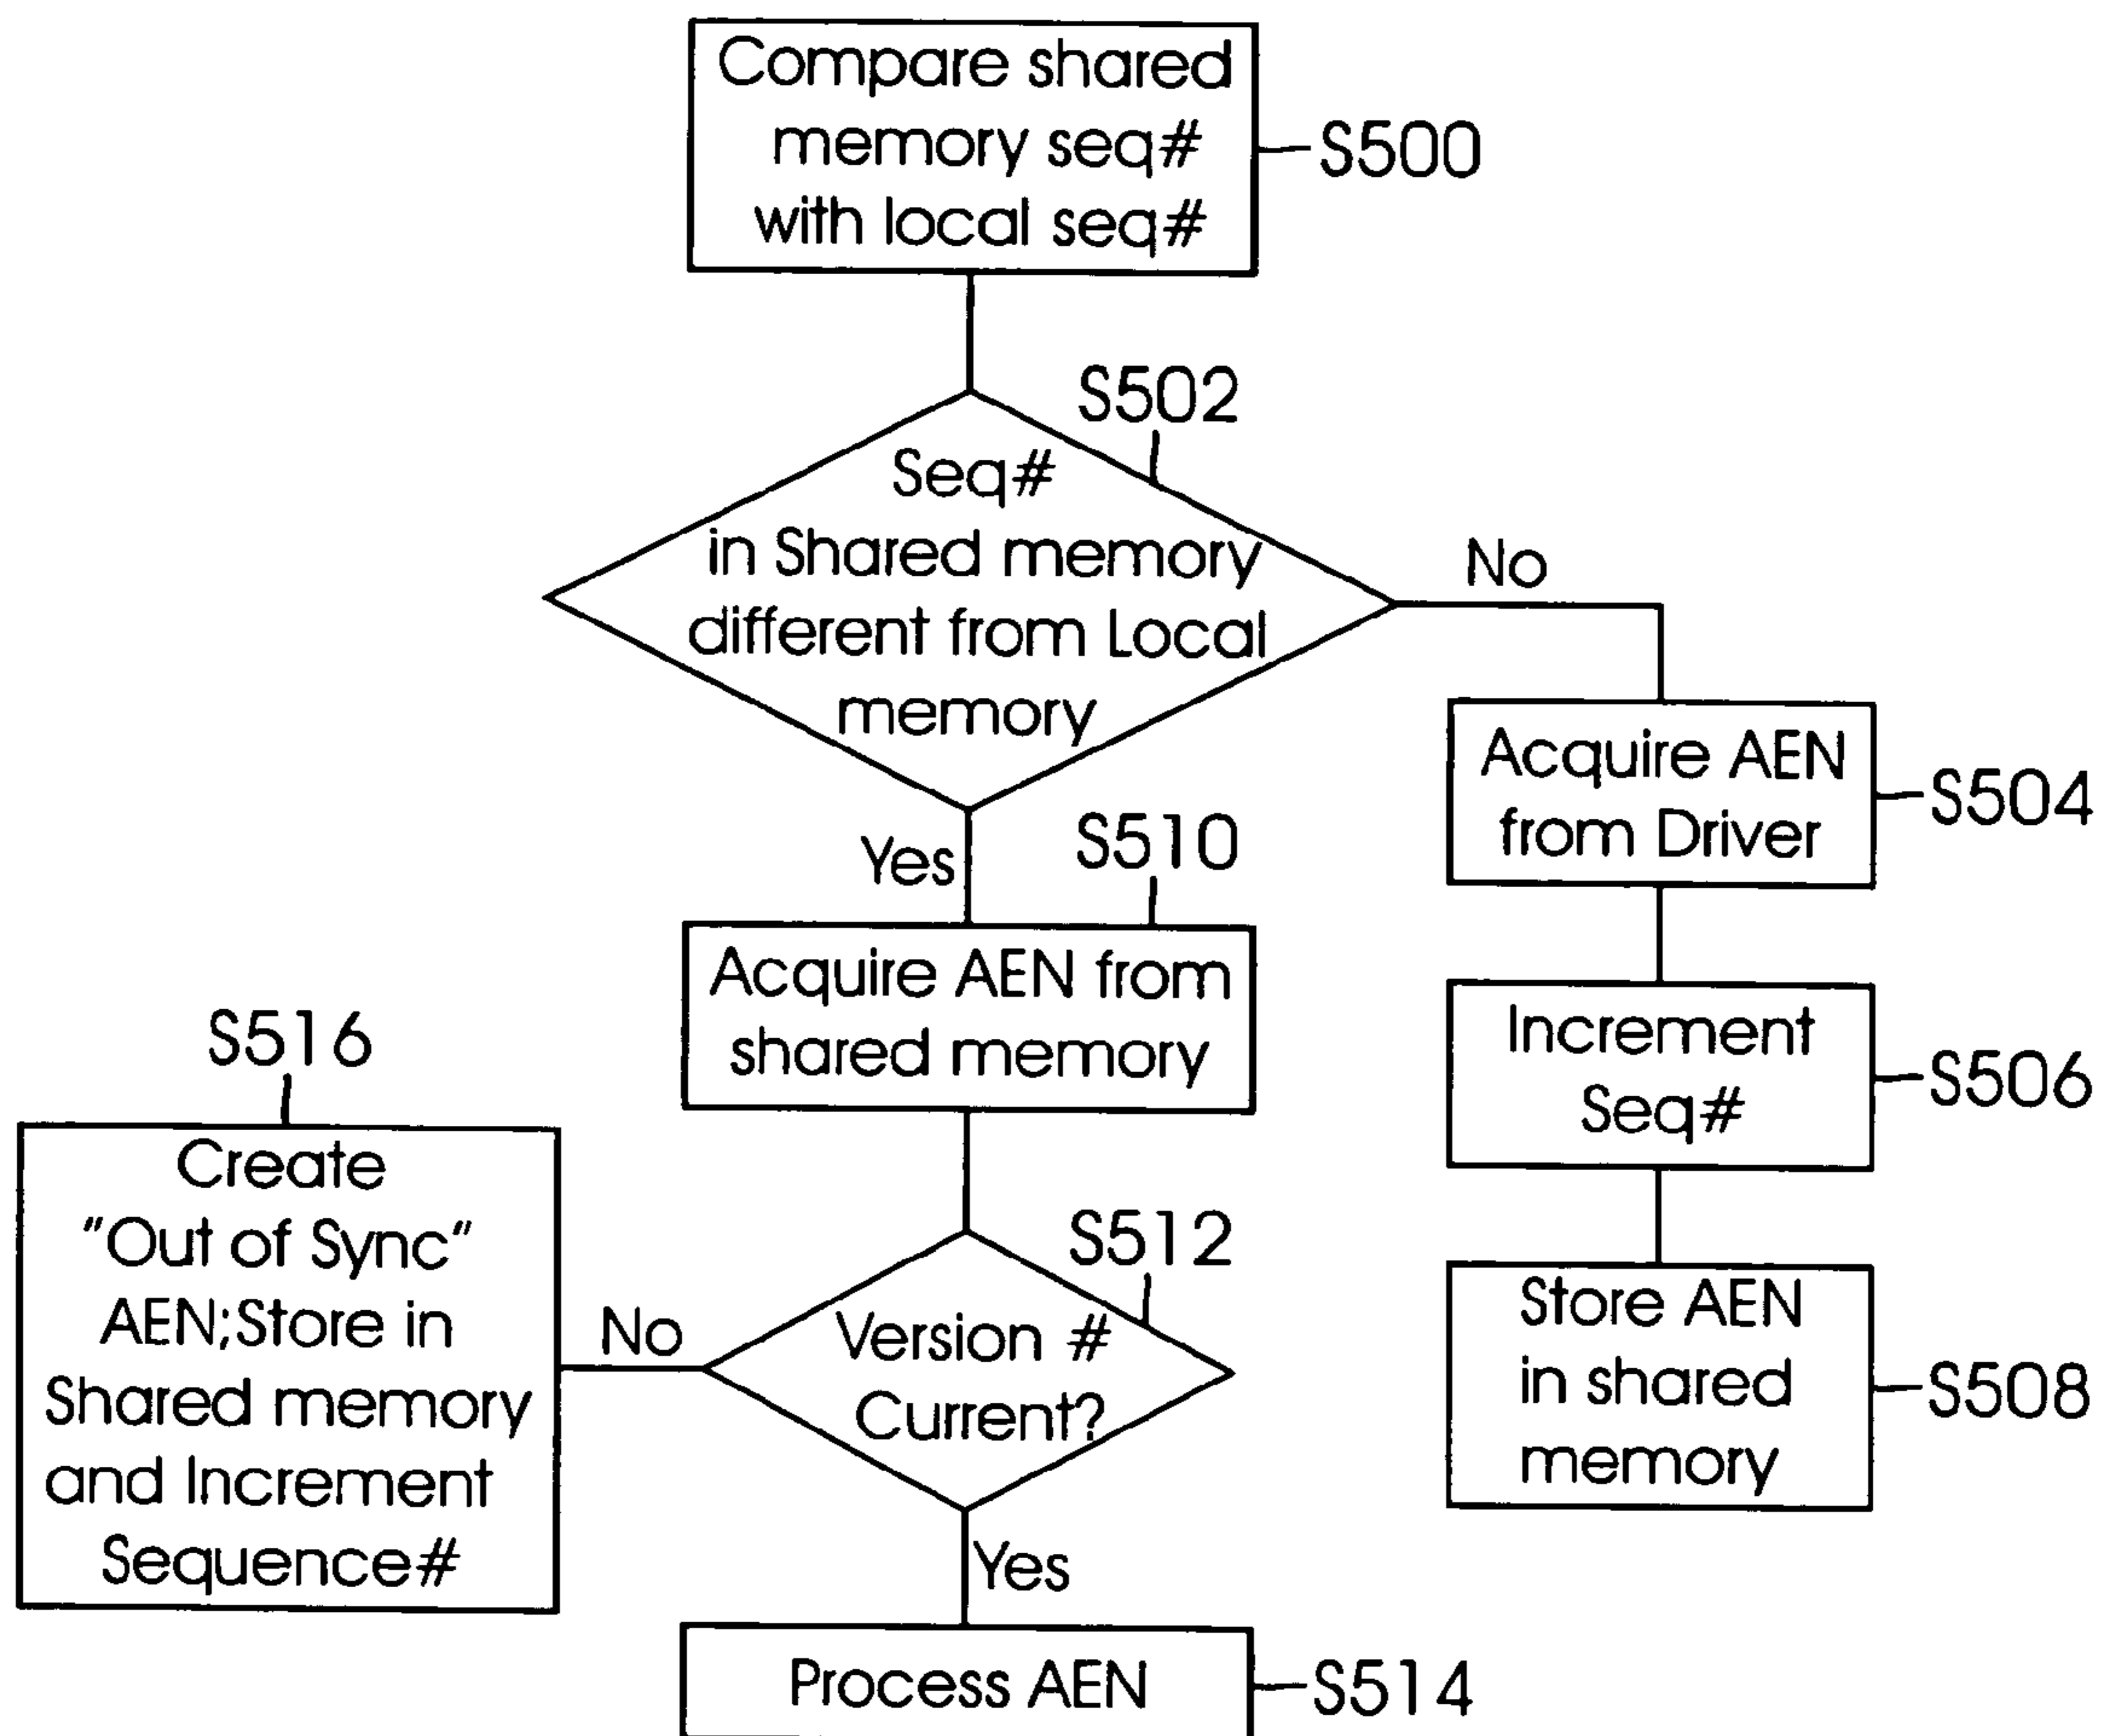 Compare shared
memory seq#
with local seq#
S500
S502
Seq#
in Shared memory
different from Local
memory
No
Acquire AEN
from Driver
S504
Yes
S510
Acquire AEN from
shared memory
Increment
Seq#
S506
S516
Create
"Out of Sync"
AEN;Store in
Shared memory
and Increment
Sequence#
No
S512
Version #
Current?
Store AEN
in shared
memory
S508
Yes
Process AEN
S514